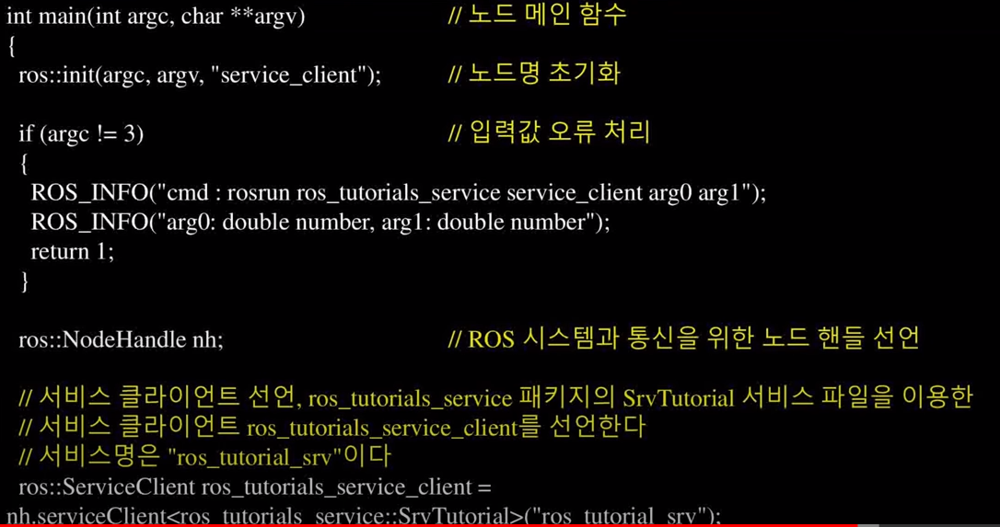 int main(int argc, char **argv) // 노드 메인 함수
{
ros::init(argc, argv, "service_client"); // 노드명 초기화
if (argc != 3) // 입력값 오류 처리
{
ROS_INFO("cmd : rosrun ros_tutorials_service service_client arg0 arg1");
ROS_INFO("arg0: double number, arg1: double number");
return 1;
}
ros::NodeHandle nh; // ROS 시스템과 통신을 위한 노드 핸들 선언
// 서비스 클라이언트 선언, ros_tutorials_service 패키지의 SrvTutorial 서비스 파일을 이용한
// 서비스 클라이언트 ros_tutorials_service_client를 선언한다
// 서비스명은 "ros_tutorial_srv"이다
ros::ServiceClient ros_tutorials_service_client =
nh.serviceClient<ros_tutorials_service::SrvTutorial>("ros_tutorial_srv");